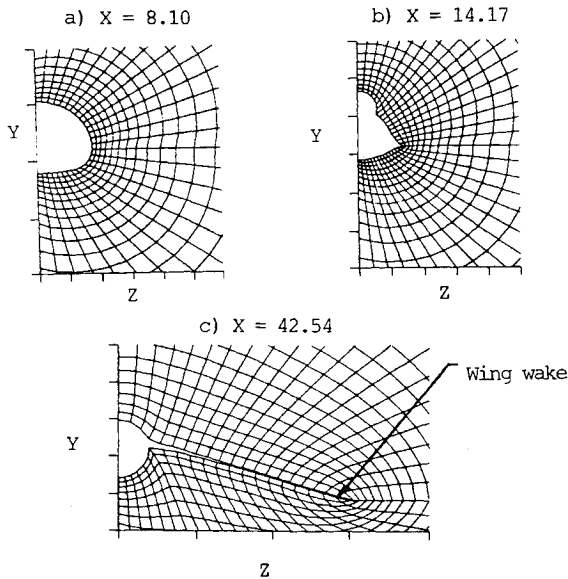 a) X = 8.10
b) X = 14.17
Y
Y
Z
Z
c) X = 42.54
Wing wake
Y
Z